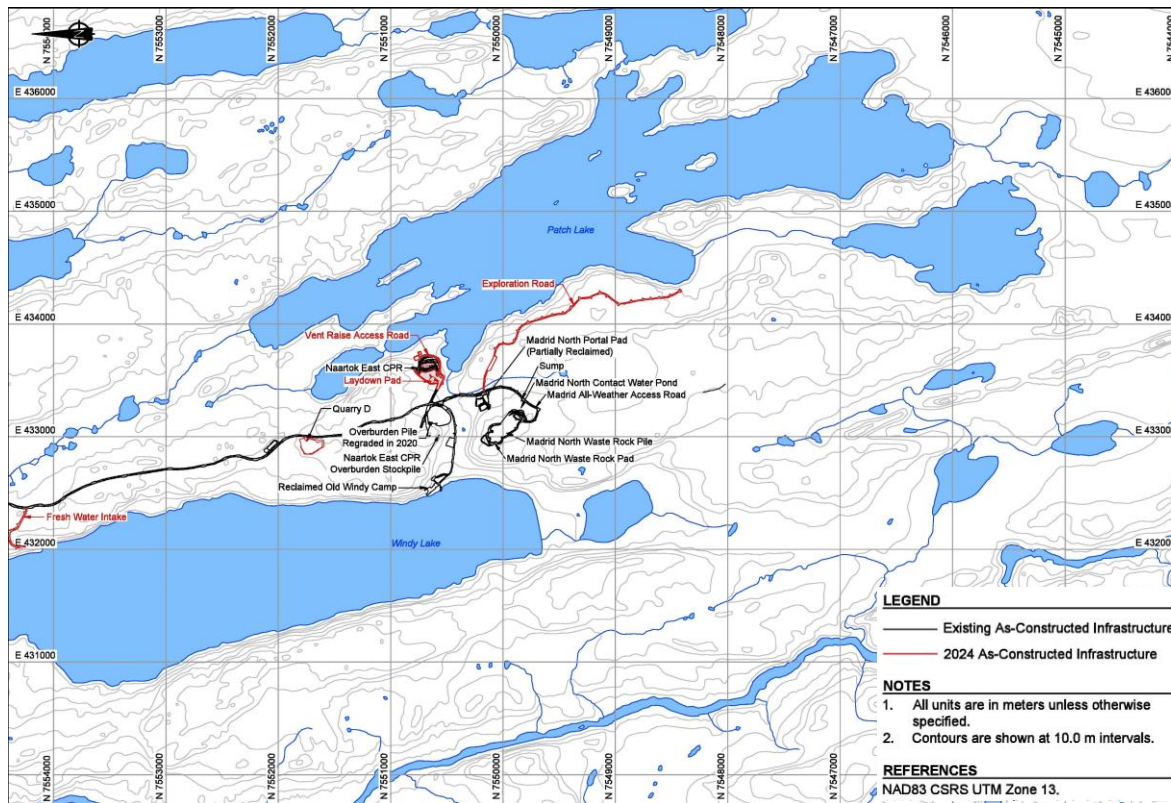 N
N 7554000
N 7553000
N 7552000
N 7551000
N 7550000
N 7549000
N 7548000
N 7547000
N 7546000
N 7545000
E 436000
E 435000
Patch Lake
Exploration Road
E 434000
Vent Raise Access Road
Madrid North Portal Pad
(Partially Reclaimed)
Naartok East CPR
Sump
Laydown Pad
Madrid North Contact Water Pond
Madrid All-Weather Access Road
Quarry D
E 433000
Overburden Pile
Regraded in 2020
Madrid North Waste Rock Pile
Naartok East CPR
Overburden Stockpile
Madrid North Waste Rock Pad
Reclaimed Old Windy Camp
Fresh Water Intake
E 432000
Windy Lake
E 431000
N 7554000
N 7553000
N 7552000
N 7551000
N 7550000
N 7549000
N 7548000
N 7547000
LEGEND
Existing As-Constructed Infrastructure
2024 As-Constructed Infrastructure
NOTES
1. All units are in meters unless otherwise
specified.
2. Contours are shown at 10.0 m intervals.
REFERENCES
NAD83 CSRS UTM Zone 13.